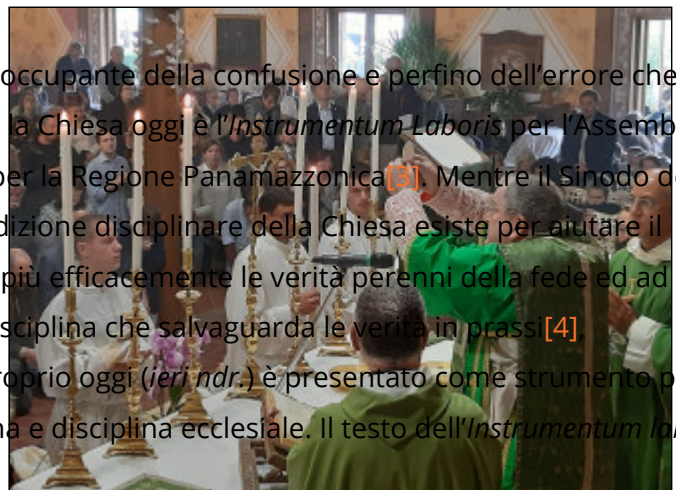 occupante della confusione e perfino dell'errore che
la Chiesa oggi è l'Instrumentum Laboris per l'Assemb
per la Regione Panamazzonica[3]. Mentre il Sinodo d
dizione disciplinare della Chiesa esiste per aiutare il
più efficacemente le verità perenni della fede ed ad
sciplina che salvaguarda le verità in prassi[4],
roprio oggi (ieri ndr.) è presentato come strumento p
na e disciplina ecclesiale. Il testo dell'Instrumentum la